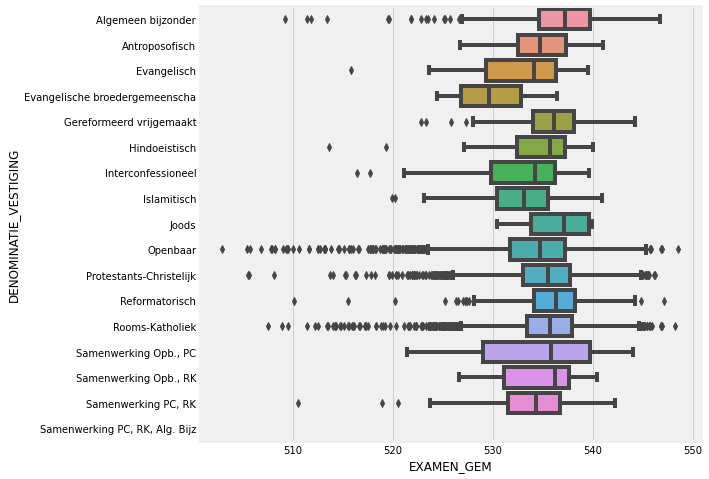 DENOMINATIE_VESTIGING
Algemeen bijzonder
Antroposofisch
Evangelisch
Evangelische broedergemeenscha
Gereformeerd vrijgemaakt
Hindoeistisch
Interconfessioneel
Islamitisch
Joods
Openbaar
Protestants-Christelijk
Reformatorisch
Rooms-Katholiek
Samenwerking Opb., PC
Samenwerking Opb., RK
Samenwerking PC, RK
Samenwerking PC, RK, Alg. Bijz
510 520 530 540 550
EXAMEN_GEM